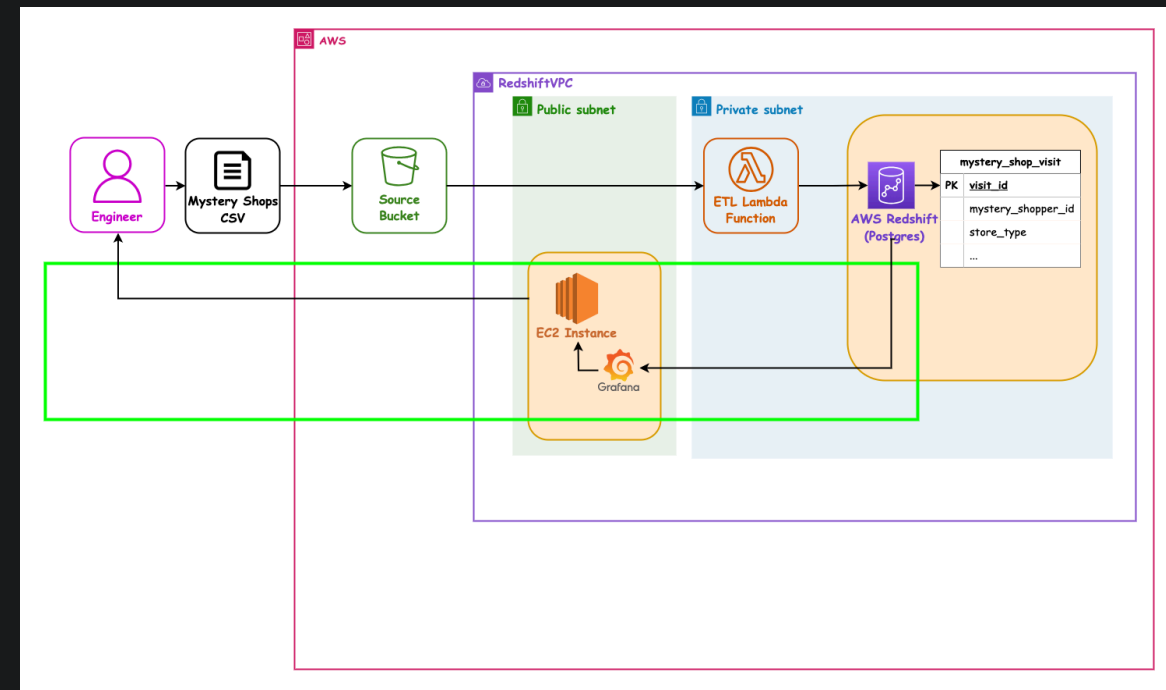 AWS
RedshiftVPC
Public subnet
Private subnet
Engineer
Mystery Shops
CSV
Source
Bucket
ETL Lambda
Function
AWS Redshift
(Postgres)
mystery_shop_visit
PK visit_id
mystery_shopper_id
store_type
...
EC2 Instance
Grafana